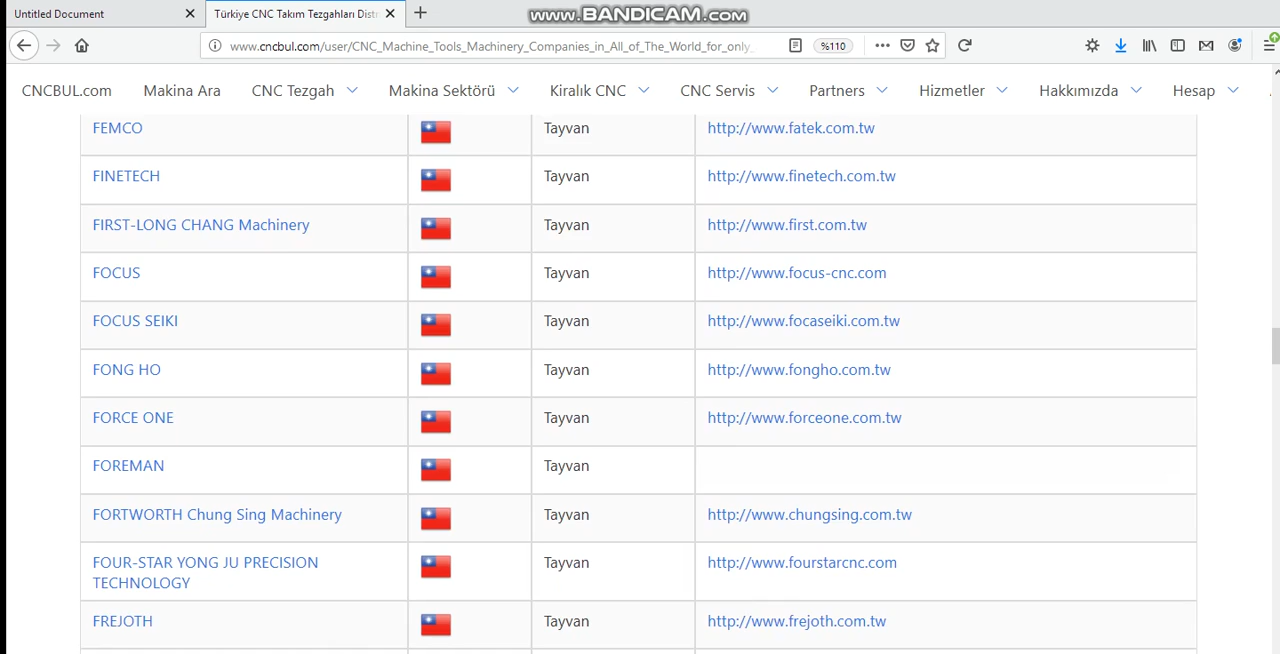 Untitled Document
Türkiye CNC Takım Tezgahları Distr
www.BANDICAM.com
www.cncbul.com/user/CNC_Machine_Tools_Machinery_Companies_in_All_of_The_World_for_only_
%110
CNCBUL.com Makina Ara CNC Tezgah Makina Sektörü Kiralık CNC CNC Servis Partners Hizmetler Hakkımızda Hesap
FEMCO Tayvan http://www.fatek.com.tw
FINETECH Tayvan http://www.finetech.com.tw
FIRST-LONG CHANG Machinery Tayvan http://www.first.com.tw
FOCUS Tayvan http://www.focus-cnc.com
FOCUS SEIKI Tayvan http://www.focaseiki.com.tw
FONG HO Tayvan http://www.fongho.com.tw
FORCE ONE Tayvan http://www.forceone.com.tw
FOREMAN Tayvan
FORTWORTH Chung Sing Machinery Tayvan http://www.chungsing.com.tw
FOUR-STAR YONG JU PRECISION Tayvan http://www.fourstarcnc.com
TECHNOLOGY
FREJOTH Tayvan http://www.frejoth.com.tw